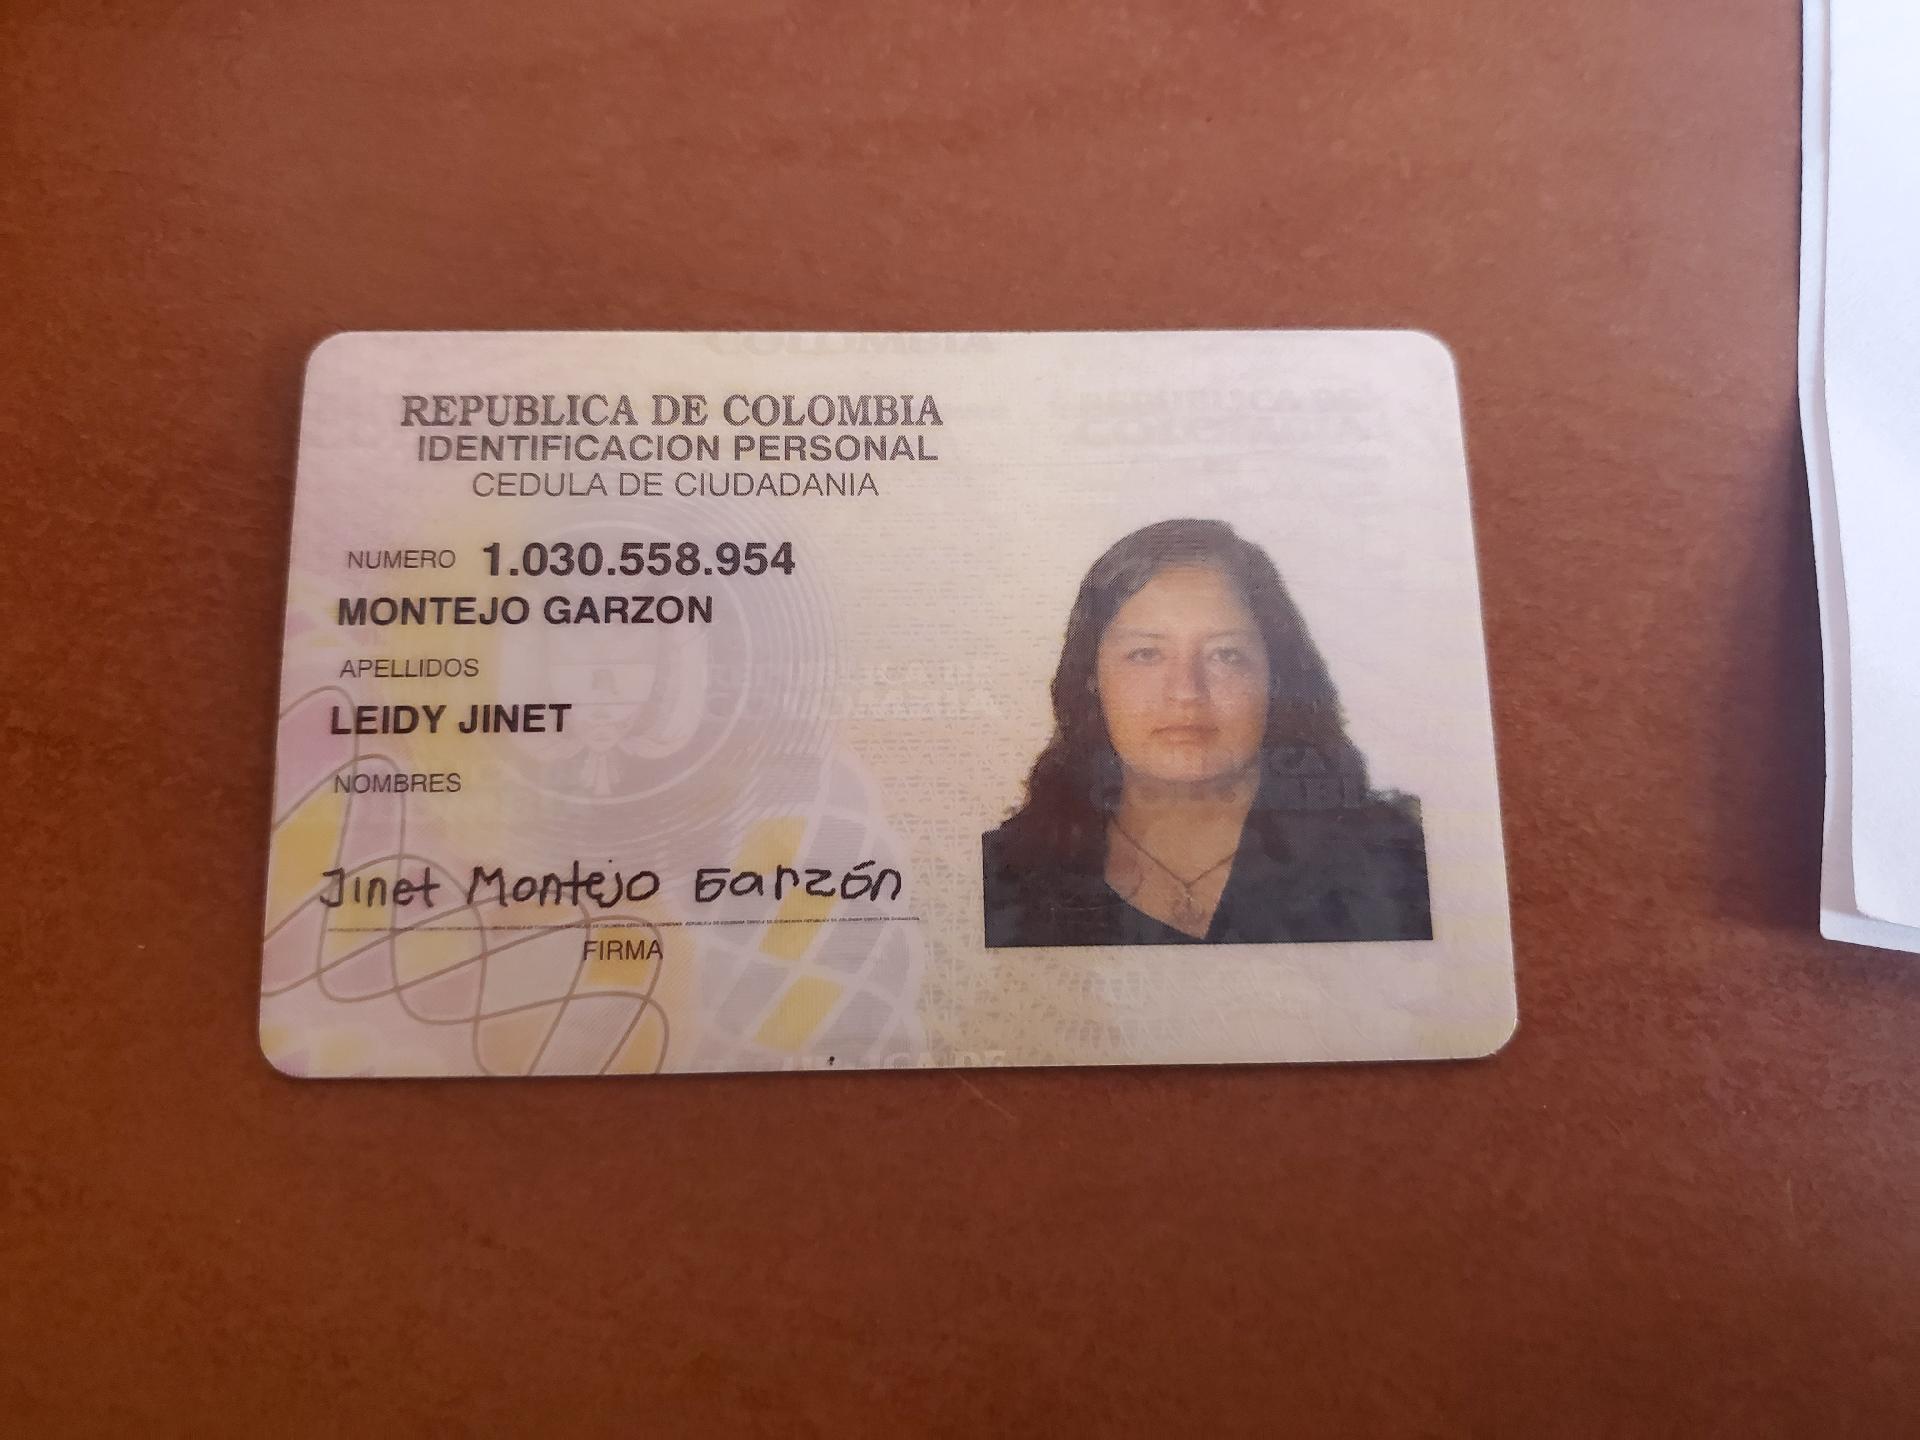 REPUBLICA DE COLOMBIA
IDENTIFICACION PERSONAL
CEDULA DE CIUDADANIA
NUMERO 1.030.558.954
MONTEJO GARZON
APELLIDOS
LEIDY JINET
NOMBRES
Jinet Montejo Garzón
FIRMA